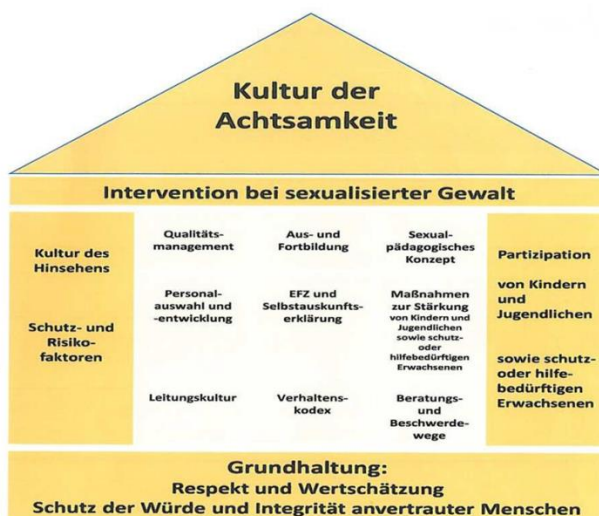 Kultur der
Achtsamkeit
Intervention bei sexualisierter Gewalt
Kultur des
Hinsehens
Schutz- und
Risiko-
faktoren
Qualitäts-
management
Aus- und
Fortbildung
Sexual-
pädagogisches
Konzept
Personal-
auswahl und
-entwicklung
EFZ und
Selbstauskunfts-
erklärung
Maßnahmen
zur Stärkung
von Kindern und
Jugendlichen
sowie schutz-
oder
hilfebedürftigen
Erwachsenen
Leitungskultur
Verhaltens-
kodex
Beratungs-
und
Beschwerde-
wege
Partizipation
von Kindern
und
Jugendlichen
sowie schutz-
oder hilfe-
bedürftigen
Erwachsenen
Grundhaltung:
Respekt und Wertschätzung
Schutz der Würde und Integrität anvertrauter Menschen